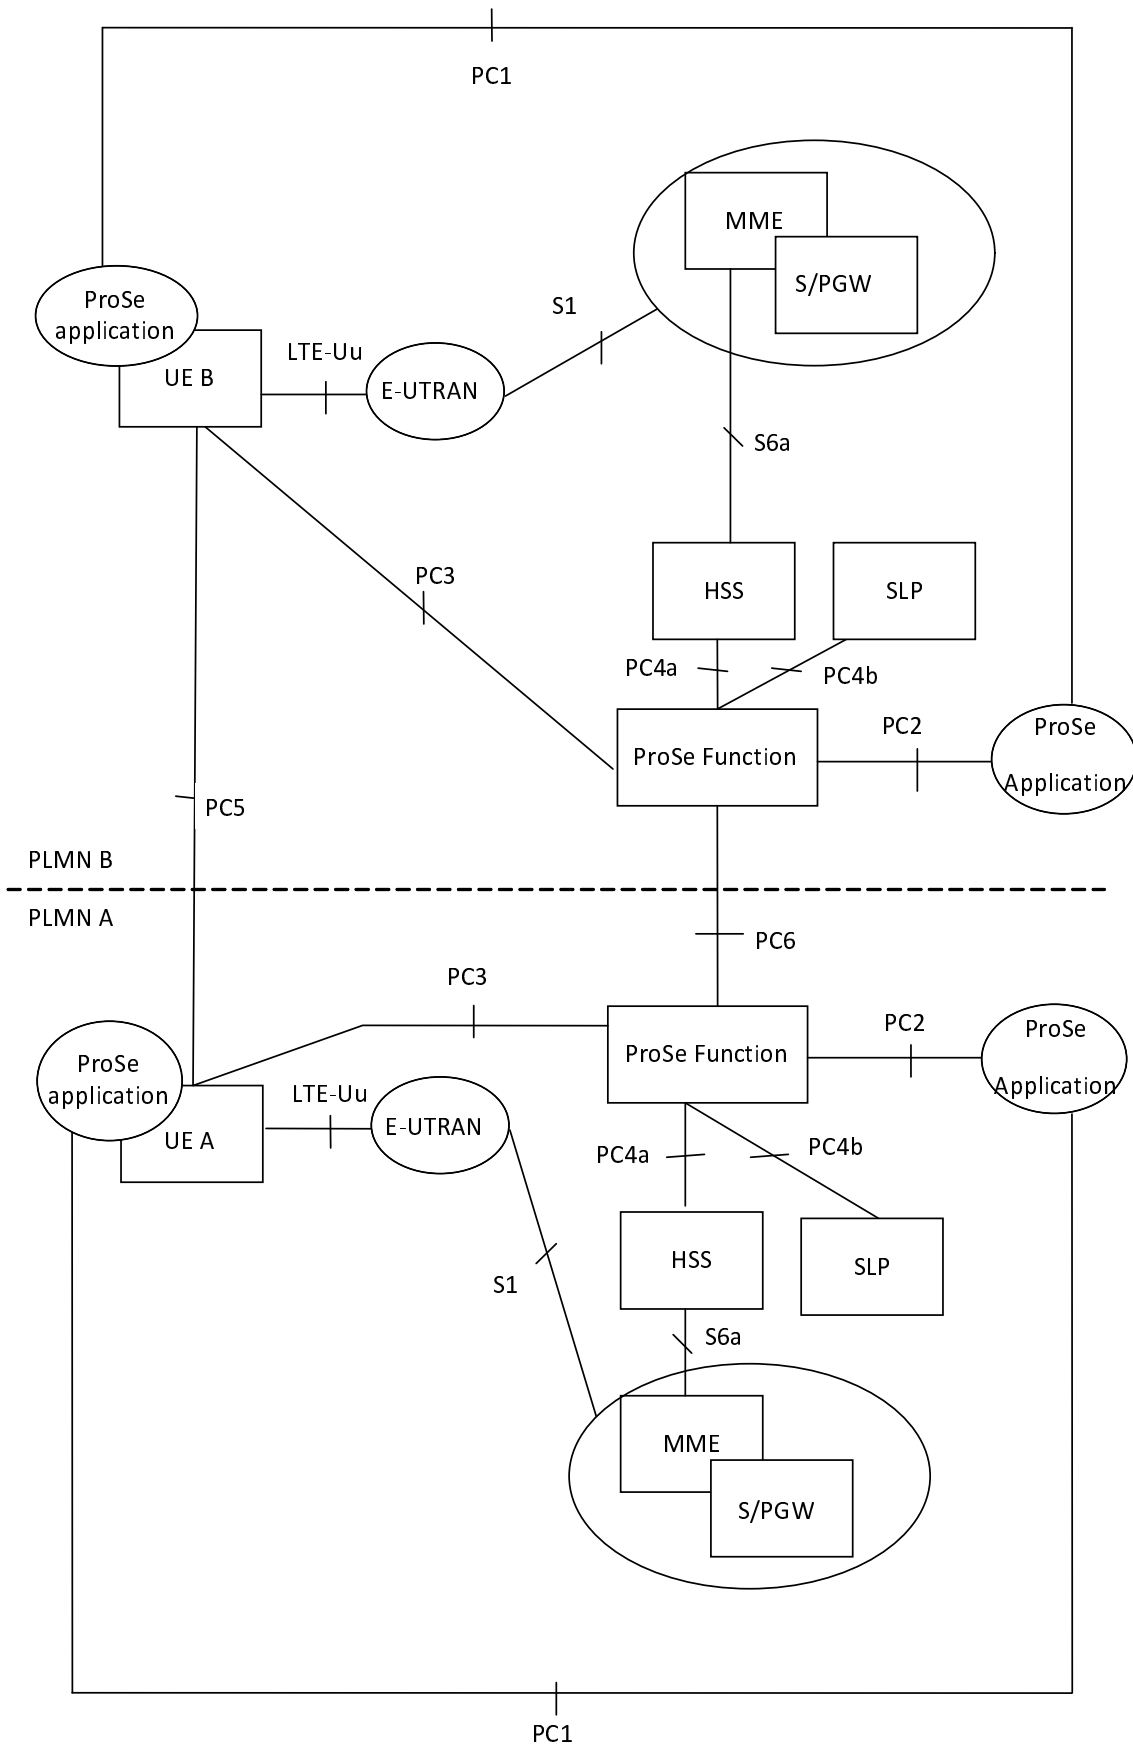 PC1
MME
S/PGW
ProSe
application
S1
LTE-Uu
UE B
E-UTRAN
S6a
PC3
HSS
SLP
PC4a
PC4b
PC2
ProSe
Application
ProSe Function
PC5
PLMN B
PLMN A
PC6
PC3
PC2
ProSe
Application
ProSe Function
ProSe
application
LTE-Uu
UE A
E-UTRAN
PC4a
PC4b
HSS
SLP
S1
S6a
MME
S/PGW
PC1